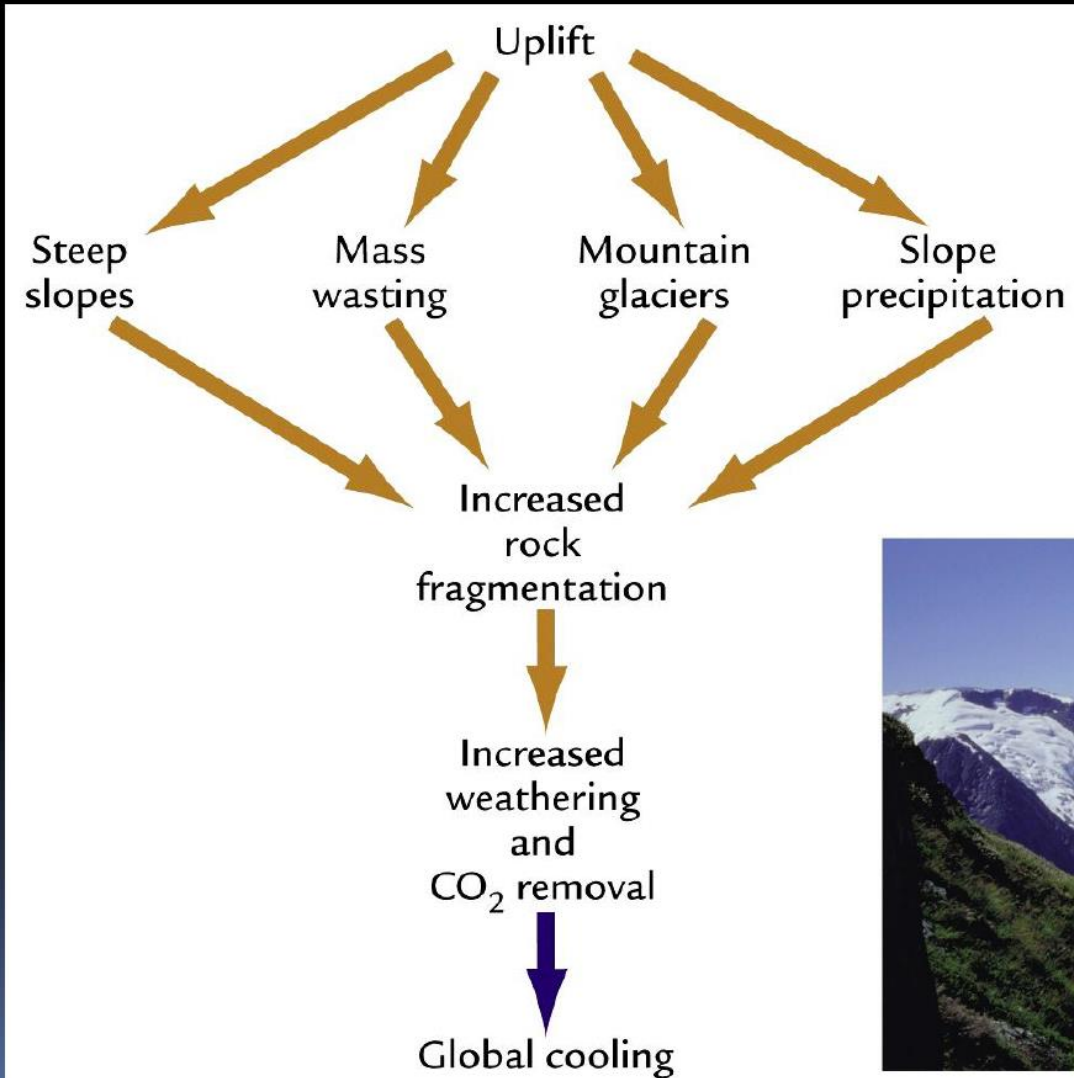 Uplift
Steep
slopes
Mass
wasting
Mountain
glaciers
Slope
precipitation
Increased
rock
fragmentation
Increased
weathering
and
CO₂ removal
Global cooling